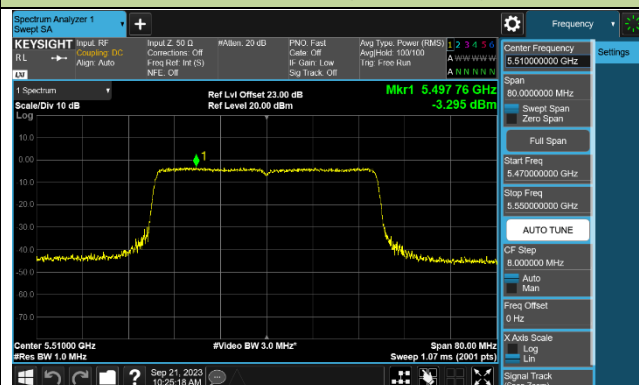 Spectrum Analyzer 1
Swept SA
Frequency
KEYSIGHT
RL
LXI
Input: RF
Coupling: DC
Align: Auto
Input Z: 50 Ω
Corrections: Off
Freq Ref: Int (S)
NFE: Off
#Atten: 20 dB
PNO: Fast
Gate: Off
IF Gain: Low
Sig Track: Off
Avg Type: Power (RMS)
Avg|Hold: 100/100
Trig: Free Run
1 2 3 4 5 6
A W W W W W
A N N N N N
1 Spectrum
Scale/Div 10 dB
Log
Ref Lvl Offset 23.00 dB
Ref Level 20.00 dBm
Mkr1 5.497 76 GHz
-3.295 dBm
1
10.0
0.00
10.0
20.0
30.0
40.0
50.0
60.0
70.0
Center 5.51000 GHz
#Res BW 1.0 MHz
#Video BW 3.0 MHz*
Span 80.00 MHz
Sweep 1.07 ms (2001 pts)
Sep 21, 2023
10:25:18 AM
Center Frequency
5.510000000 GHz
Settings
Span
80.0000000 MHz
Swept Span
Zero Span
Full Span
Start Freq
5.470000000 GHz
Stop Freq
5.550000000 GHz
AUTO TUNE
CF Step
8.000000 MHz
Auto
Man
Freq Offset
0 Hz
X Axis Scale
Log
Lin
Signal Track
(Span Zoom)